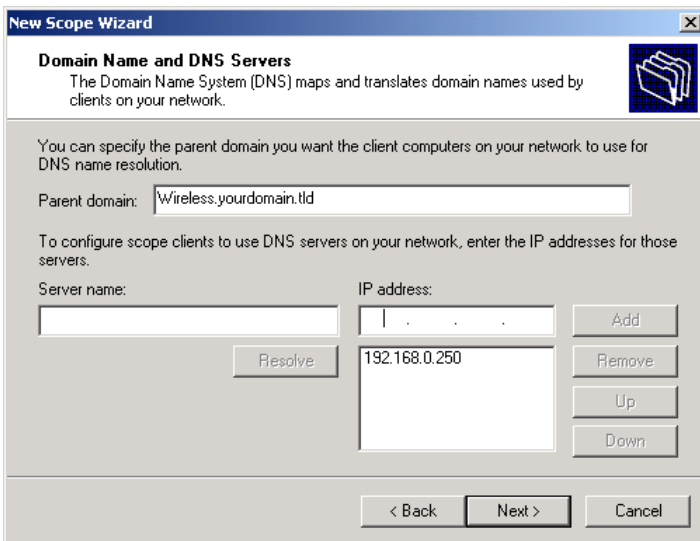 New Scope Wizard
Domain Name and DNS Servers
The Domain Name System (DNS) maps and translates domain names used by
clients on your network.
You can specify the parent domain you want the client computers on your network to use for
DNS name resolution.
Parent domain: Wireless.yourdomain.tld
To configure scope clients to use DNS servers on your network, enter the IP addresses for those
servers.
Server name: IP address:
. . . Add
Resolve 192.168.0.250 Remove
Up
Down
< Back Next > Cancel